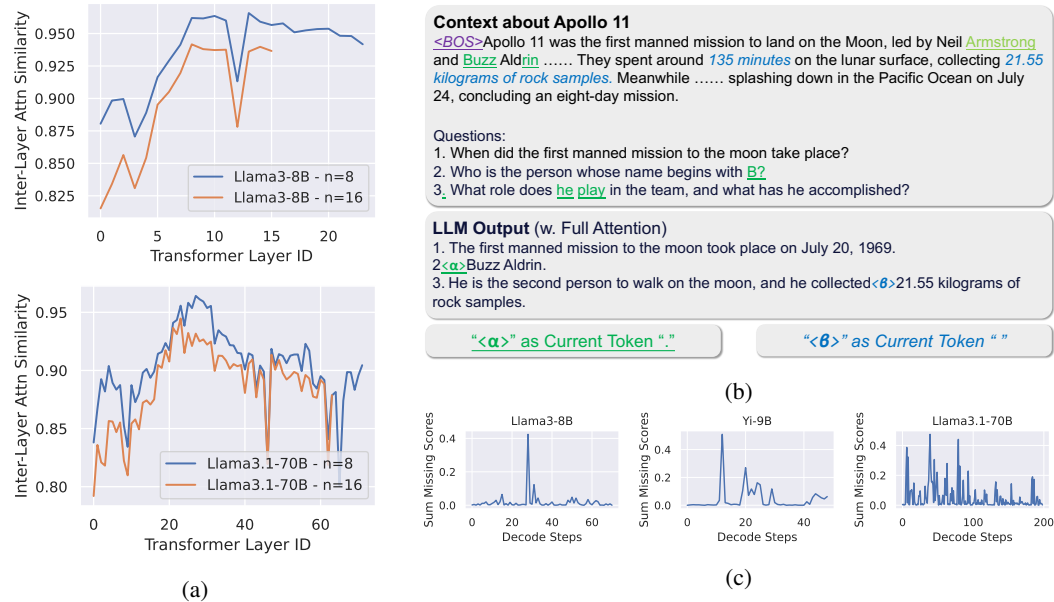 0.950
0.925
0.900
0.875
0.850
0.825
Inter-Layer Attn Similarity
Llama3-8B - n=8
Llama3-8B - n=16
0 5 10 15 20
Transformer Layer ID
0.95
0.90
0.85
0.80
Inter-Layer Attn Similarity
Llama3.1-70B - n=8
Llama3.1-70B - n=16
0 20 40 60
Transformer Layer ID
(a)
Context about Apollo 11
<BOS>Apollo 11 was the first manned mission to land on the Moon, led by Neil Armstrong
and Buzz Aldrin ...... They spent around 135 minutes on the lunar surface, collecting 21.55
kilograms of rock samples. Meanwhile ...... splashing down in the Pacific Ocean on July
24, concluding an eight-day mission.
Questions:
1. When did the first manned mission to the moon take place?
2. Who is the person whose name begins with B?
3. What role does he play in the team, and what has he accomplished?
LLM Output (w. Full Attention)
1. The first manned mission to the moon took place on July 20, 1969.
2<α>Buzz Aldrin.
3. He is the second person to walk on the moon, and he collected<β>21.55 kilograms of
rock samples.
“<α>” as Current Token “.”
“<β>” as Current Token “ ”
(b)
Llama3-8B
Sum Missing Scores
0.4
0.2
0.0
0 20 40 60
Decode Steps
Yi-9B
Sum Missing Scores
0.4
0.2
0.0
0 20 40
Decode Steps
Llama3.1-70B
Sum Missing Scores
0.4
0.2
0.0
0 100 200
Decode Steps
(c)